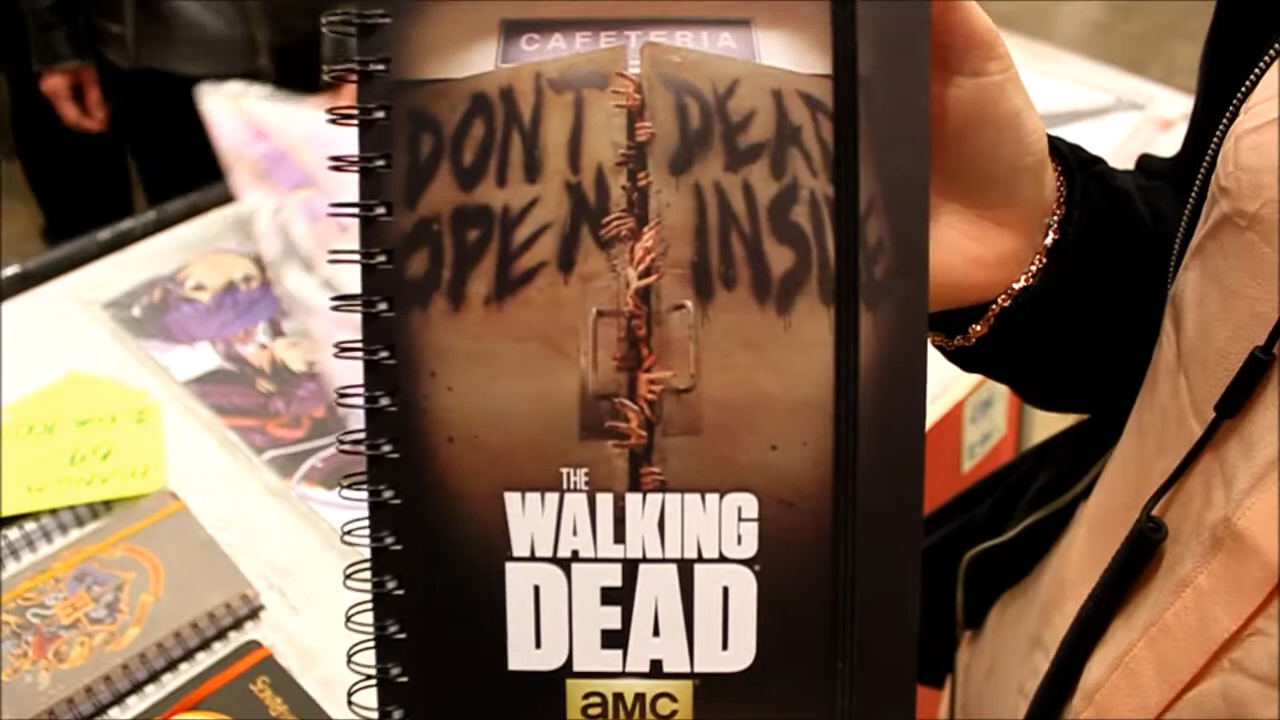 CAFETERIA
DONT DEAD
OPEN INSIDE
THE
WALKING
DEAD
aMC